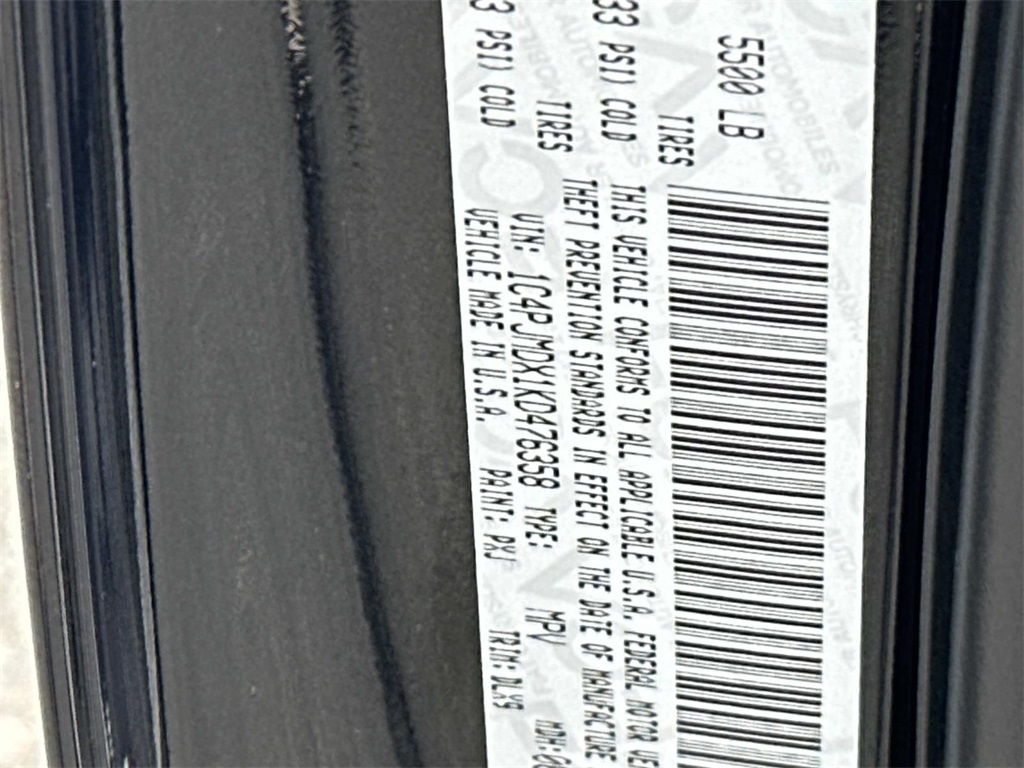 5500 LB
33 PSI) COLD
TIRES
3 PSI) COLD
TIRES
THIS VEHICLE CONFORMS TO ALL APPLICABLE U.S.A. FEDERAL MOTOR VEH
THEFT PREVENTION STANDARDS IN EFFECT ON THE DATE OF MANUFACTURE
VIN: 1C4PJMDX1KD476358 TYPE: MPV MDH:
VEHICLE MADE IN U.S.A. PAINT: PXJ TRIM: DLX9